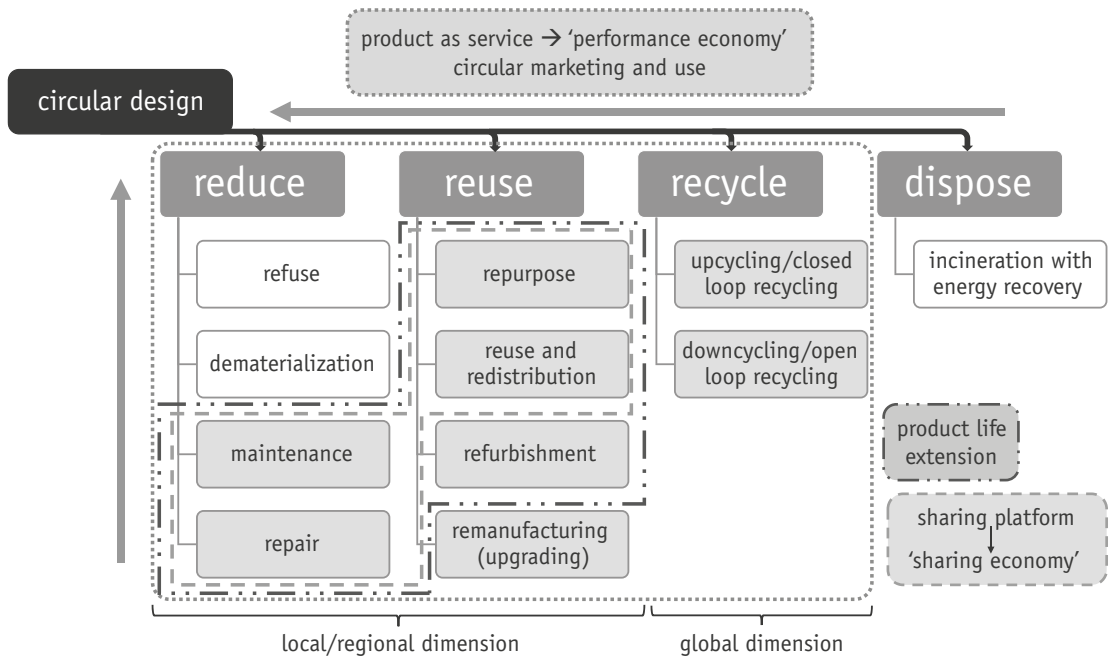 product as service → ‘performance economy’
circular marketing and use
circular design
reduce
reuse
recycle
dispose
refuse
dematerialization
maintenance
repair
repurpose
reuse and
redistribution
refurbishment
remanufacturing
(upgrading)
upcycling/closed
loop recycling
downcycling/open
loop recycling
incineration with
energy recovery
product life
extension
sharing platform
‘sharing economy’
local/regional dimension
global dimension